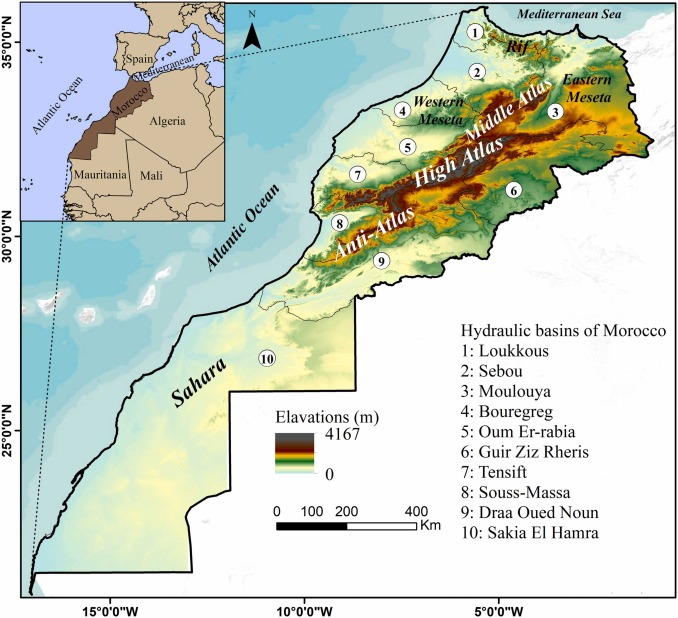 Mediterranean Sea
N
Spain
Mediterranean
Atlantic Ocean
Morocco
Algeria
Mauritania
Mali
35°0'0"N
30°0'0"N
25°0'0"N
1
Rif
2
Eastern
Meseta
Western
Meseta
4
Middle Atlas
3
5
High Atlas
7
6
8
Anti-Atlas
9
Atlantic Ocean
10
Sahara
Hydraulic basins of Morocco
1: Loukkous
2: Sebou
3: Moulouya
4: Bouregreg
5: Oum Er-rabia
6: Guir Ziz Rheris
7: Tensift
8: Souss-Massa
9: Draa Oued Noun
10: Sakia El Hamra
Elavations (m)
4167
0
0 100 200 400
Km
15°0'0"W 10°0'0"W 5°0'0"W